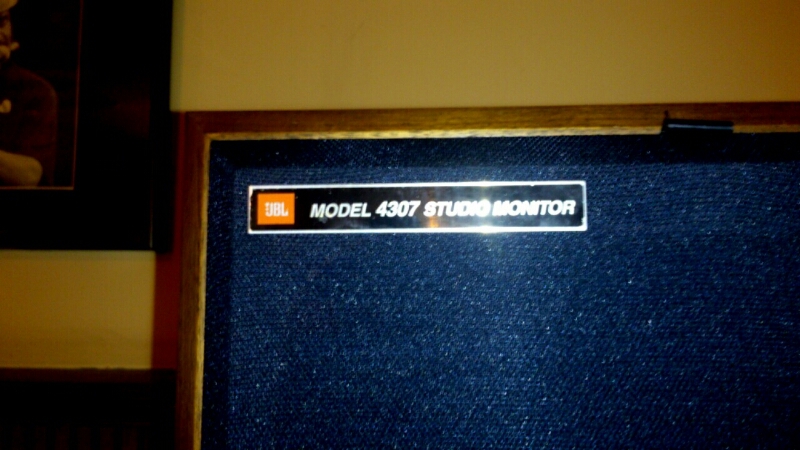 JBL MODEL 4307 STUDIO MONITOR